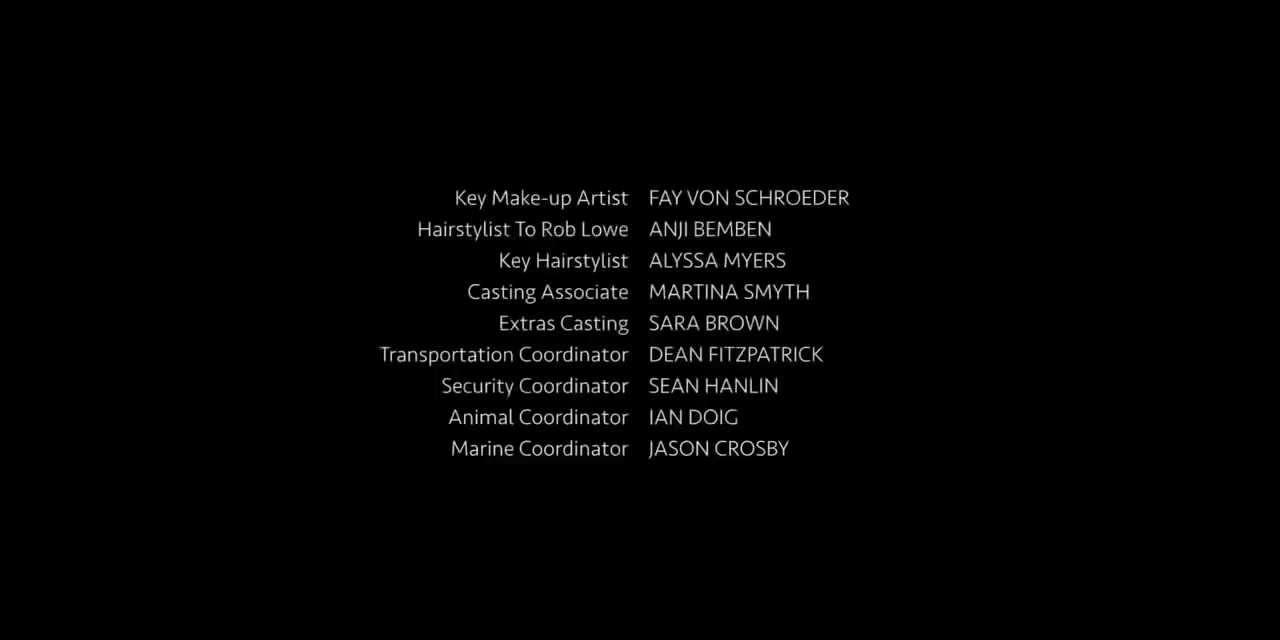 Key Make-up Artist FAY VON SCHROEDER
Hairstylist To Rob Lowe ANJI BEMBEN
Key Hairstylist ALYSSA MYERS
Casting Associate MARTINA SMYTH
Extras Casting SARA BROWN
Transportation Coordinator DEAN FITZPATRICK
Security Coordinator SEAN HANLIN
Animal Coordinator IAN DOIG
Marine Coordinator JASON CROSBY